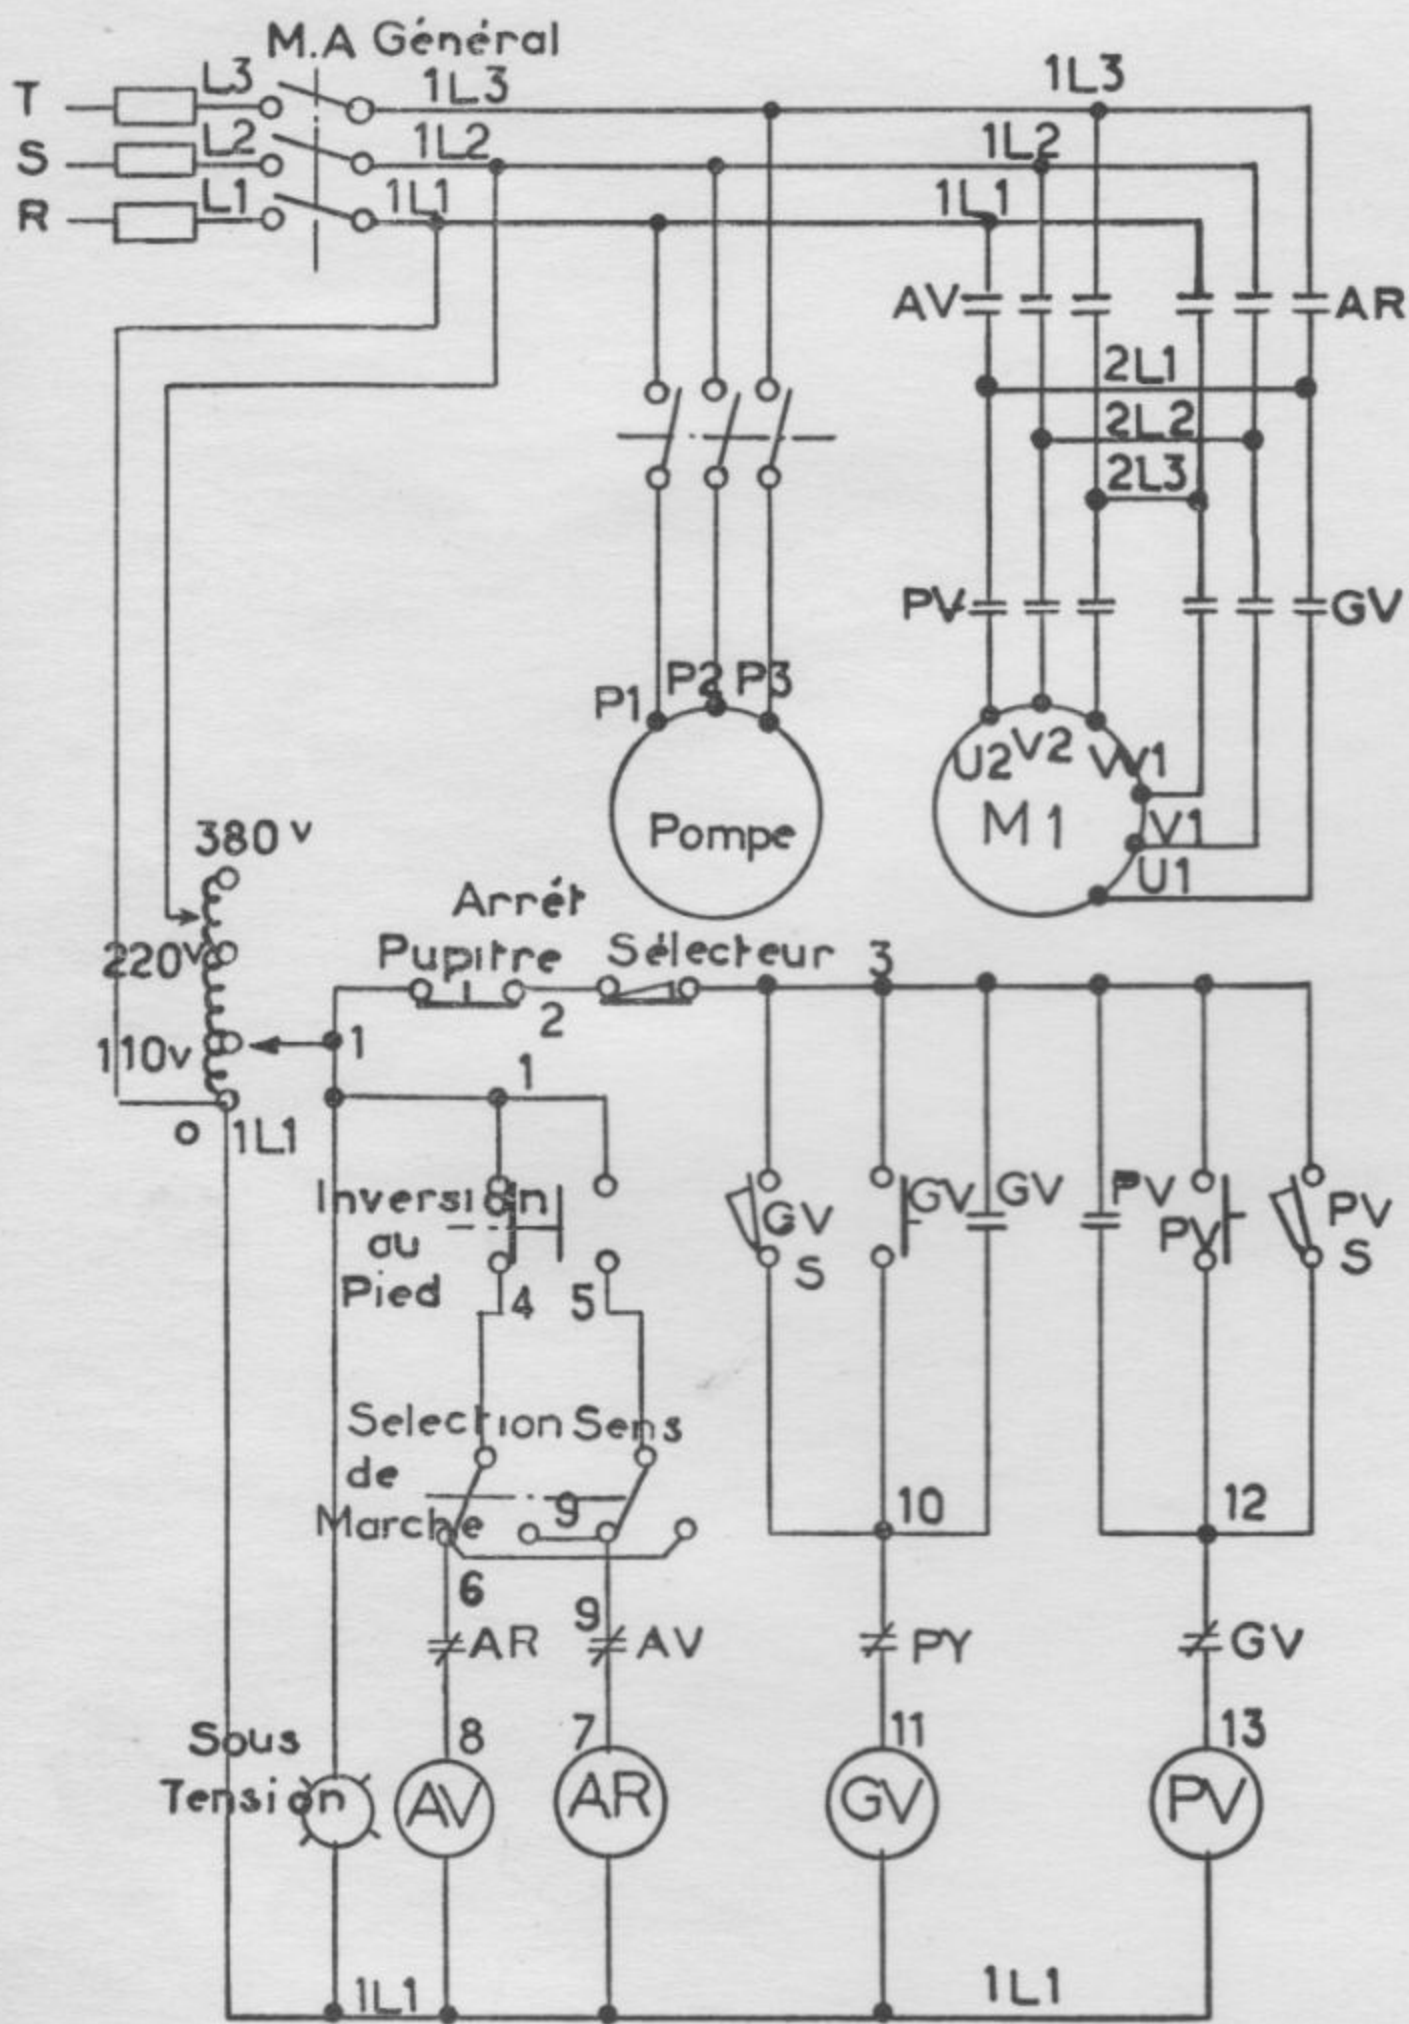 M.A Général
T
L3
1L3
1L3
S
L2
1L2
1L2
R
L1
1L1
1L1
AV
AR
2L1
2L2
2L3
PV
GV
P1
P2
P3
U2
V2
W1
Pompe
M1
V1
U1
380 v
Arrét
Pupitre
Sélecteur
3
220v
2
110v
1
1
o
1L1
Inversion
au
Pied
GV
S
GV
GV
PV
PV
PV
S
4
5
Selection Sens
de
Marche
9
10
12
6
9
AR
AV
PY
GV
Sous
Tension
8
7
11
13
AV
AR
GV
PV
1L1
1L1